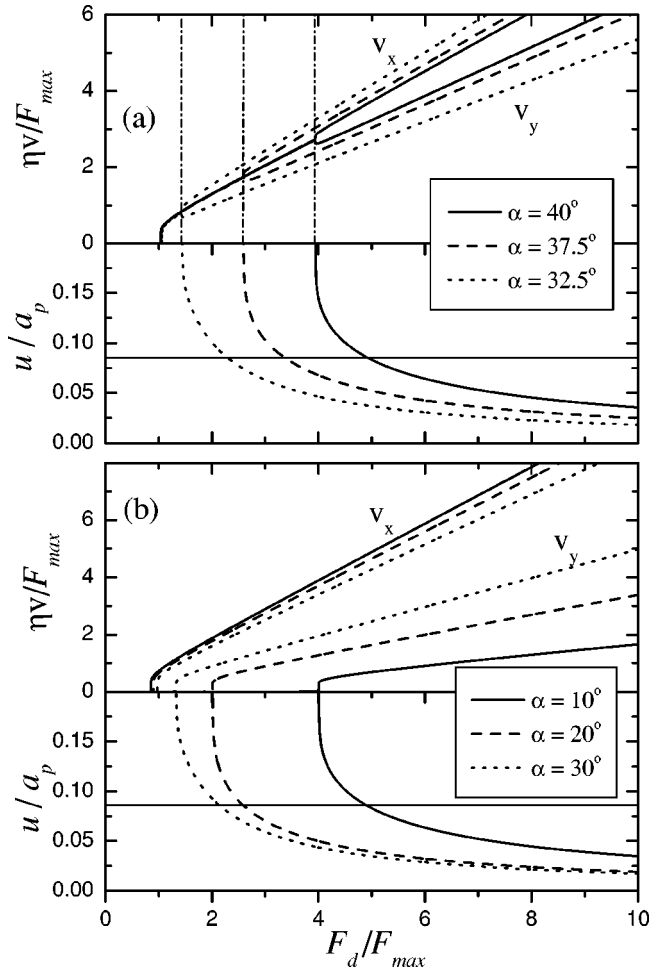 6
4
2
0
ηv/F_max
(a)
v_x
v_y
α = 40°
α = 37.5°
α = 32.5°
0.15
0.10
0.05
0.00
u / a_p
6
4
2
0
ηv/F_max
(b)
v_x
v_y
α = 10°
α = 20°
α = 30°
0.15
0.10
0.05
0.00
u / a_p
0 2 4 6 8 10
F_d/F_max